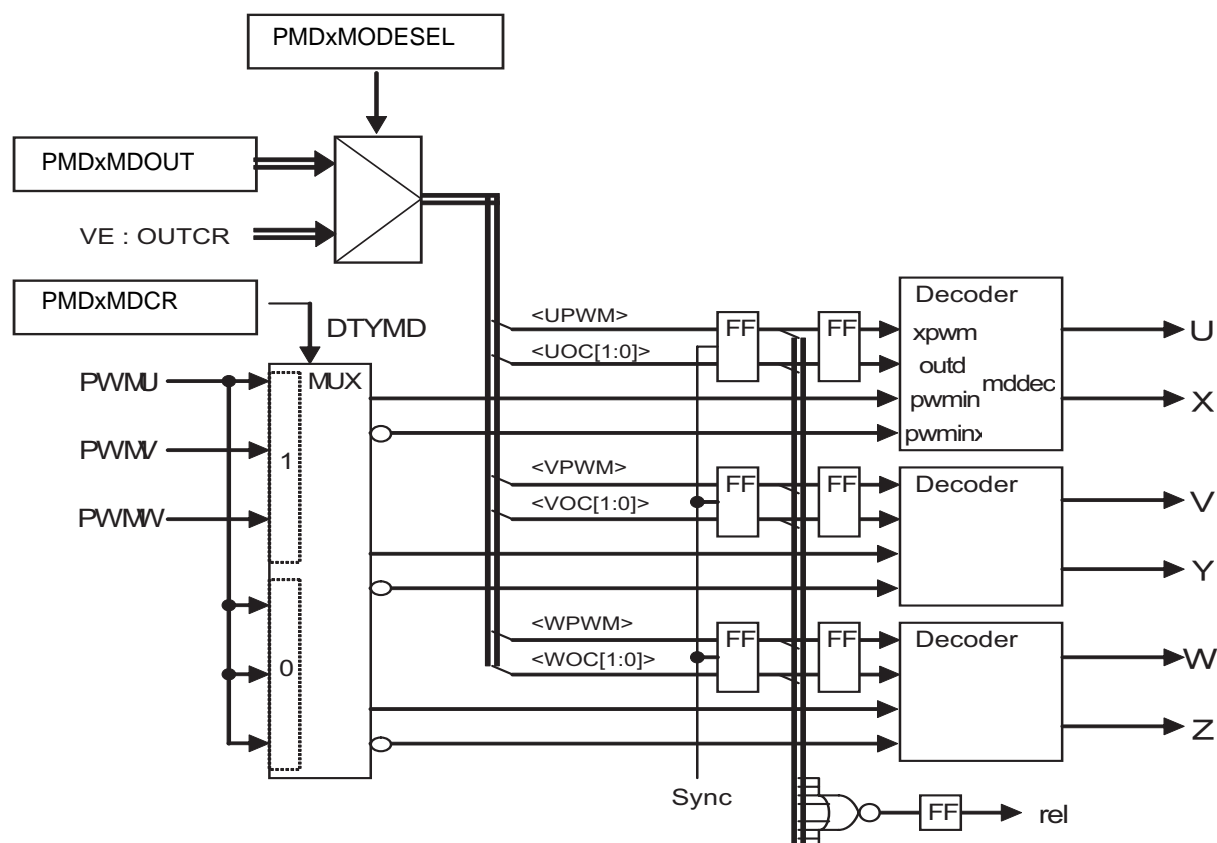 PMDxMODESEL
PMDxMDOUT
VE : OUTCR
PMDxMDCR
DTYMD
MUX
PWMU
PWMV
PWMW
1
0
<UPWM>
<UOC[1:0]>
FF
FF
Decoder
xpwm
outd
mddec
pwmin
pwminx
U
X
<VPWM>
<VOC[1:0]>
FF
FF
Decoder
V
Y
<WPWM>
<WOC[1:0]>
FF
FF
Decoder
W
Z
Sync
FF
rel